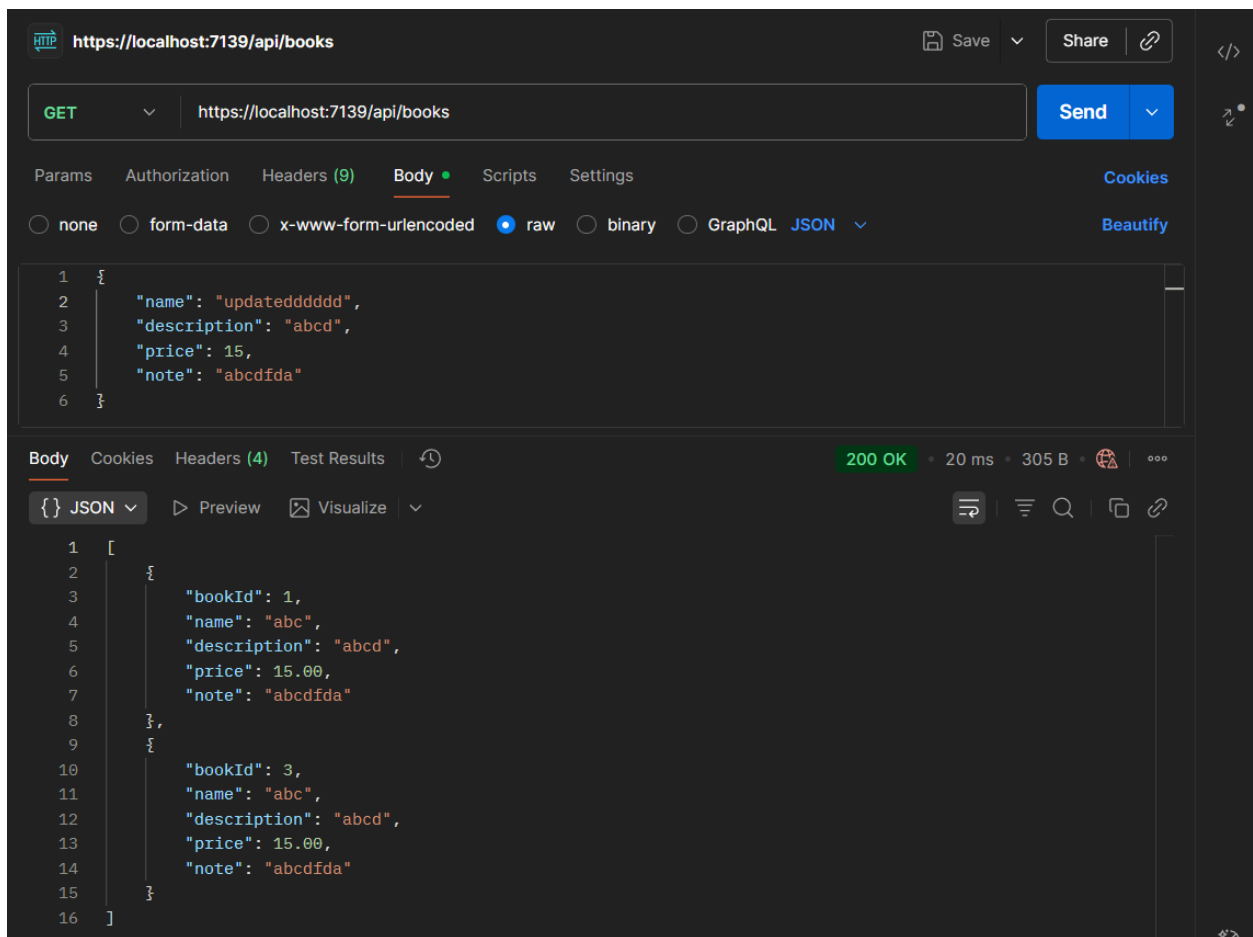 HTTP https://localhost:7139/api/books Save Share
GET https://localhost:7139/api/books Send
Params Authorization Headers (9) Body Scripts Settings Cookies
none form-data x-www-form-urlencoded raw binary GraphQL JSON Beautify
1 {
2 "name": "updatedddddd",
3 "description": "abcd",
4 "price": 15,
5 "note": "abcdfda"
6 }
Body Cookies Headers (4) Test Results 200 OK • 20 ms • 305 B •
{} JSON Preview Visualize
1 [
2 {
3 "bookId": 1,
4 "name": "abc",
5 "description": "abcd",
6 "price": 15.00,
7 "note": "abcdfda"
8 },
9 {
10 "bookId": 3,
11 "name": "abc",
12 "description": "abcd",
13 "price": 15.00,
14 "note": "abcdfda"
15 }
16 ]